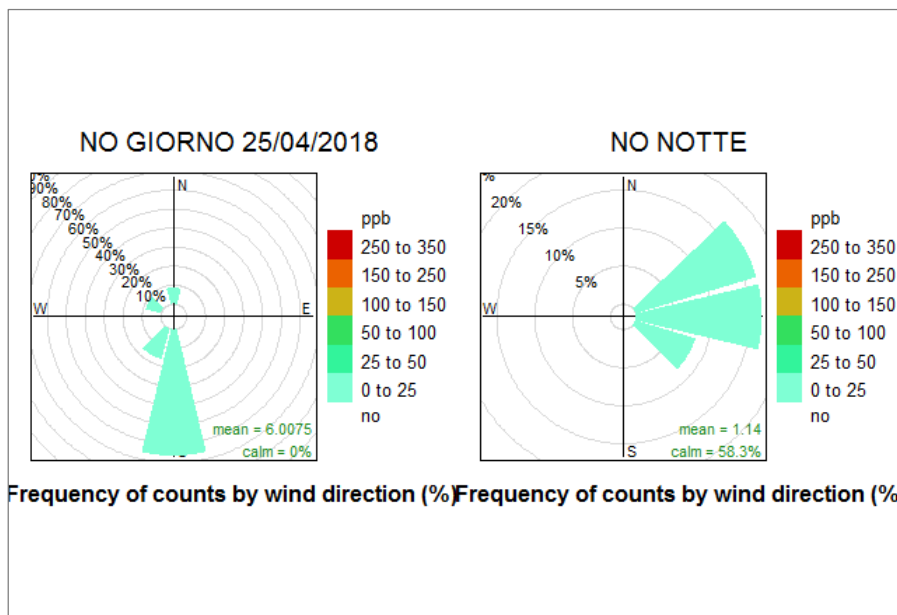 NO GIORNO 25/04/2018
90%
80%
70%
60%
50%
40%
30%
20%
10%
N
W
E
mean = 6.0075
calm = 0%
ppb
250 to 350
150 to 250
100 to 150
50 to 100
25 to 50
0 to 25
no
Frequency of counts by wind direction (%)
NO NOTTE
%
20%
15%
10%
5%
N
W
E
S
mean = 1.14
calm = 58.3%
ppb
250 to 350
150 to 250
100 to 150
50 to 100
25 to 50
0 to 25
no
Frequency of counts by wind direction (%